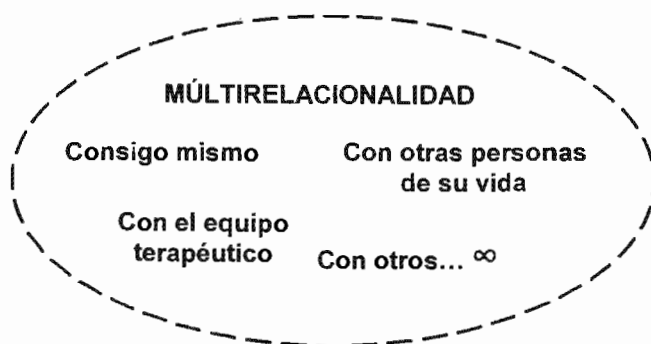 MÚLTIRELACIONALIDAD
Consigo mismo
Con otras personas
de su vida
Con el equipo
terapéutico
Con otros... ∞